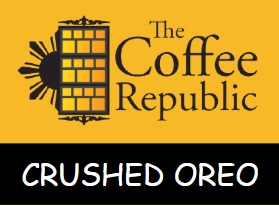 The
Coffee
Republic
CRUSHED OREO